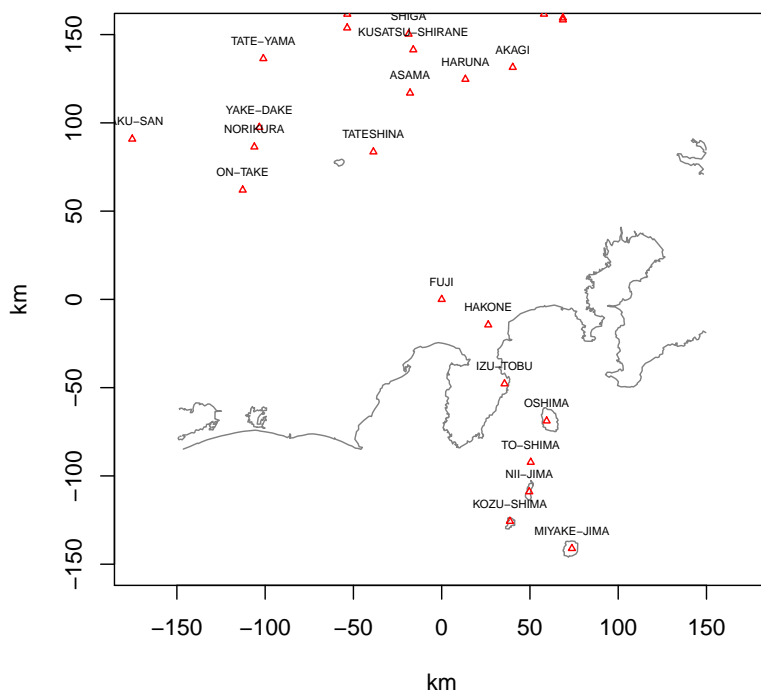 SHIGA
KUSATSU−SHIRANE
TATE−YAMA
AKAGI
HARUNA
ASAMA
YAKE−DAKE
AKU−SAN
NORIKURA
TATESHINA
ON−TAKE
FUJI
HAKONE
IZU−TOBU
OSHIMA
TO−SHIMA
NII−JIMA
KOZU−SHIMA
MIYAKE−JIMA
150
100
50
0
−50
−100
−150
km
−150
−100
−50
0
50
100
150
km